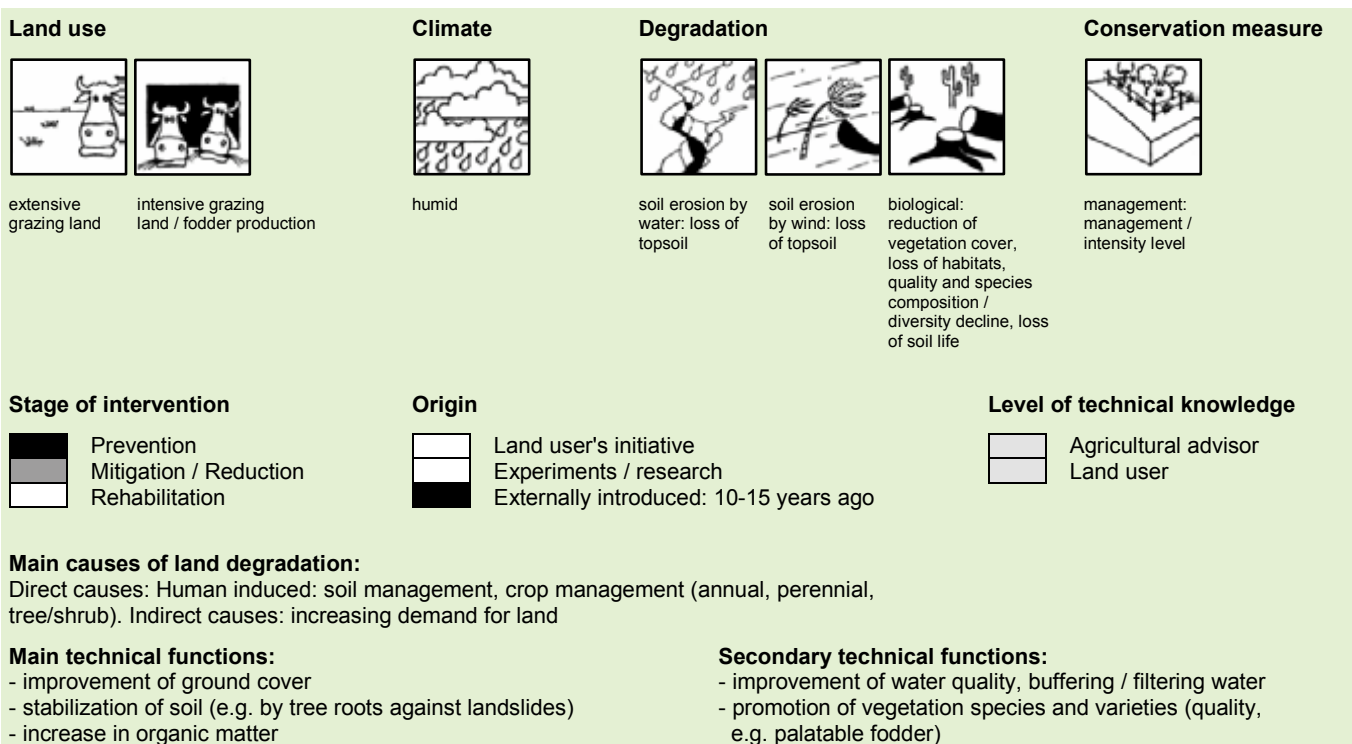 Land use
Climate
Degradation
Conservation measure
extensive
grazing land
intensive grazing
land / fodder production
humid
soil erosion by
water: loss of
topsoil
soil erosion
by wind: loss
of topsoil
biological:
reduction of
vegetation cover,
loss of habitats,
quality and species
composition /
diversity decline, loss
of soil life
management:
management /
intensity level
Stage of intervention
Prevention
Mitigation / Reduction
Rehabilitation
Origin
Land user's initiative
Experiments / research
Externally introduced: 10-15 years ago
Level of technical knowledge
Agricultural advisor
Land user
Main causes of land degradation:
Direct causes: Human induced: soil management, crop management (annual, perennial,
tree/shrub). Indirect causes: increasing demand for land
Main technical functions:
- improvement of ground cover
- stabilization of soil (e.g. by tree roots against landslides)
- increase in organic matter
Secondary technical functions:
- improvement of water quality, buffering / filtering water
- promotion of vegetation species and varieties (quality,
e.g. palatable fodder)